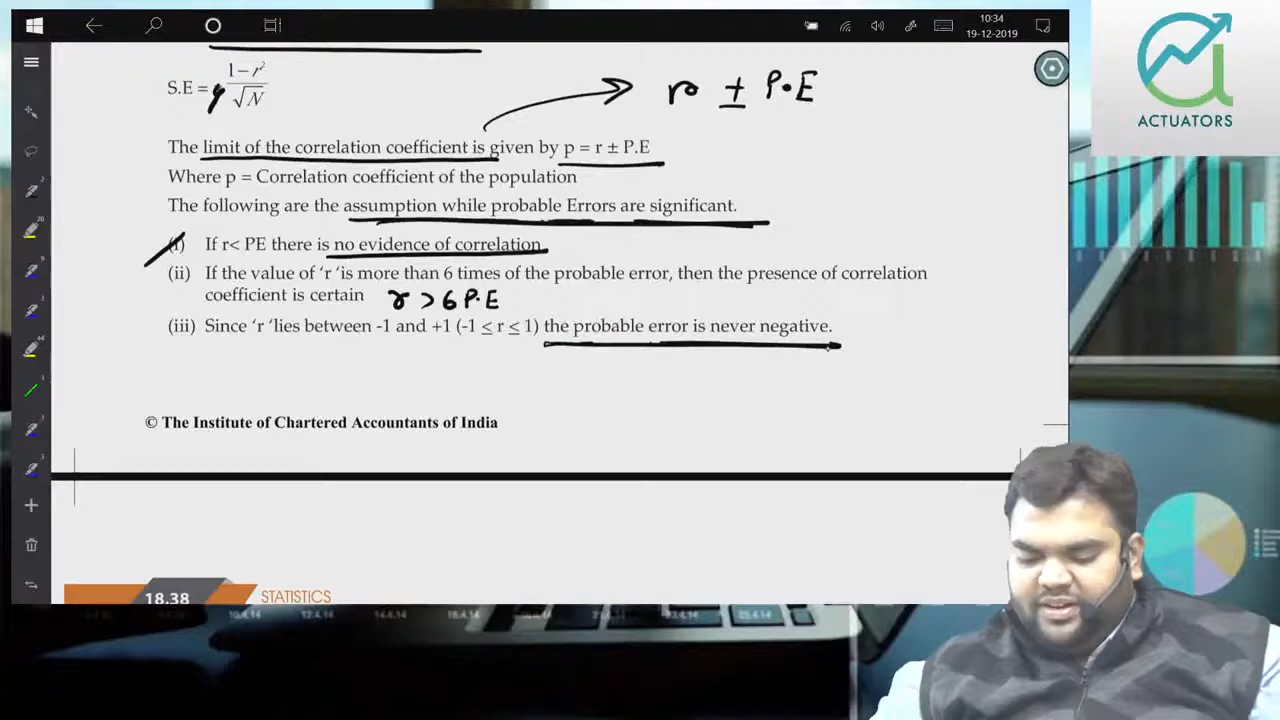 10:34
19-12-2019
ACTUATORS
S.E = 1 – r² / √N
r ± P.E
The limit of the correlation coefficient is given by p = r ± P.E
Where p = Correlation coefficient of the population
The following are the assumption while probable Errors are significant.
(i) If r< PE there is no evidence of correlation
(ii) If the value of ‘r ‘is more than 6 times of the probable error, then the presence of correlation
coefficient is certain r > 6 P.E
(iii) Since ‘r ‘lies between -1 and +1 (-1 ≤ r ≤ 1) the probable error is never negative.
© The Institute of Chartered Accountants of India
18.38 STATISTICS